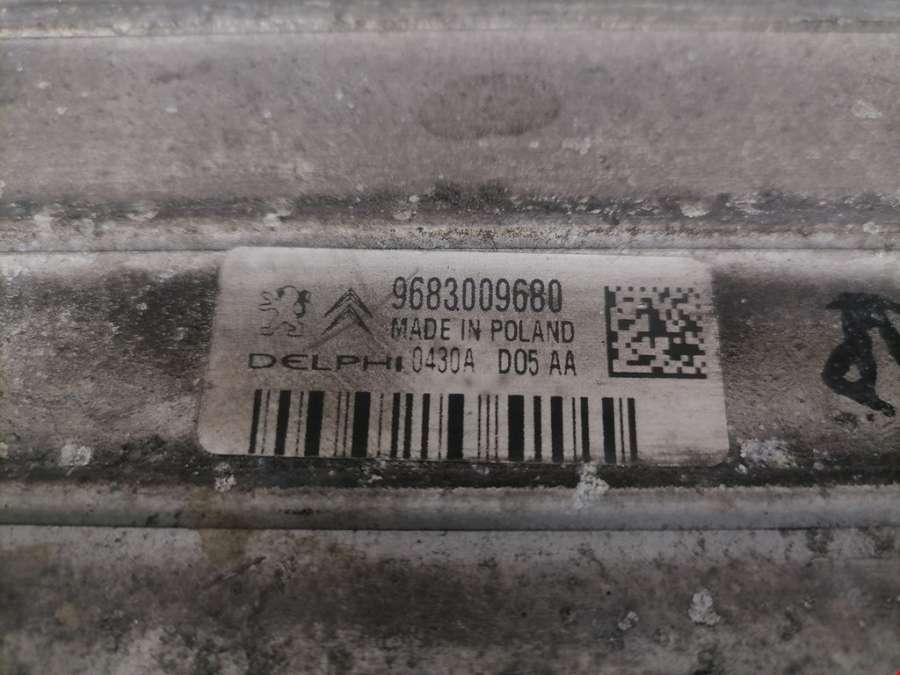 9683009680
MADE IN POLAND
DELPHI 0430A D05 AA